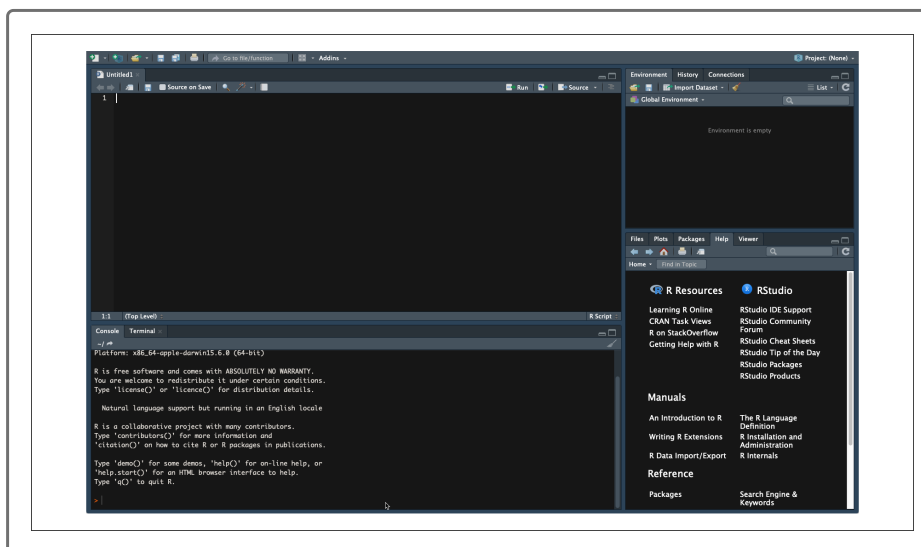 Go to file/function
Addins
Project: (None)
Untitled1
Source on Save
Run
Source
1
1:1 (Top Level)
R Script
Console Terminal
~/
Platform: x86_64-apple-darwin15.6.0 (64-bit)
R is free software and comes with ABSOLUTELY NO WARRANTY.
You are welcome to redistribute it under certain conditions.
Type 'license()' or 'licence()' for distribution details.
Natural language support but running in an English locale
R is a collaborative project with many contributors.
Type 'contributors()' for more information and
'citation()' on how to cite R or R packages in publications.
Type 'demo()' for some demos, 'help()' for on-line help, or
'help.start()' for an HTML browser interface to help.
Type 'q()' to quit R.
>
Environment History Connections
Import Dataset
List
Global Environment
Environment is empty
Files Plots Packages Help Viewer
Home Find in Topic
R Resources
Learning R Online
CRAN Task Views
R on StackOverflow
Getting Help with R
RStudio
RStudio IDE Support
RStudio Community
Forum
RStudio Cheat Sheets
RStudio Tip of the Day
RStudio Packages
RStudio Products
Manuals
An Introduction to R
Writing R Extensions
R Data Import/Export
The R Language
Definition
R Installation and
Administration
R Internals
Reference
Packages
Search Engine &
Keywords